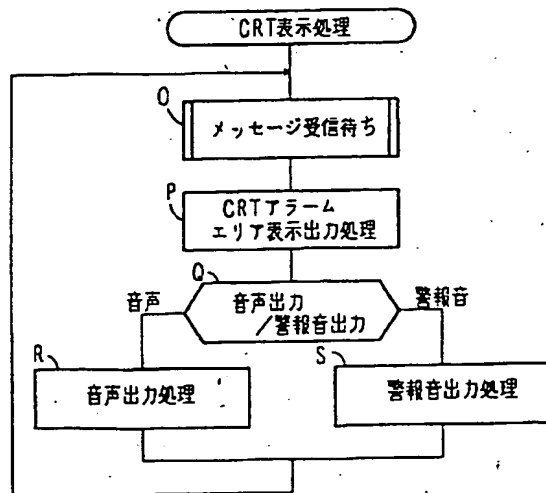 CRT表示処理
O
メッセージ受信待ち
P
CRTアラーム
エリア表示出力処理
Q
音声
音声出力
/警報音出力
警報音
R
音声出力処理
S
警報音出力処理